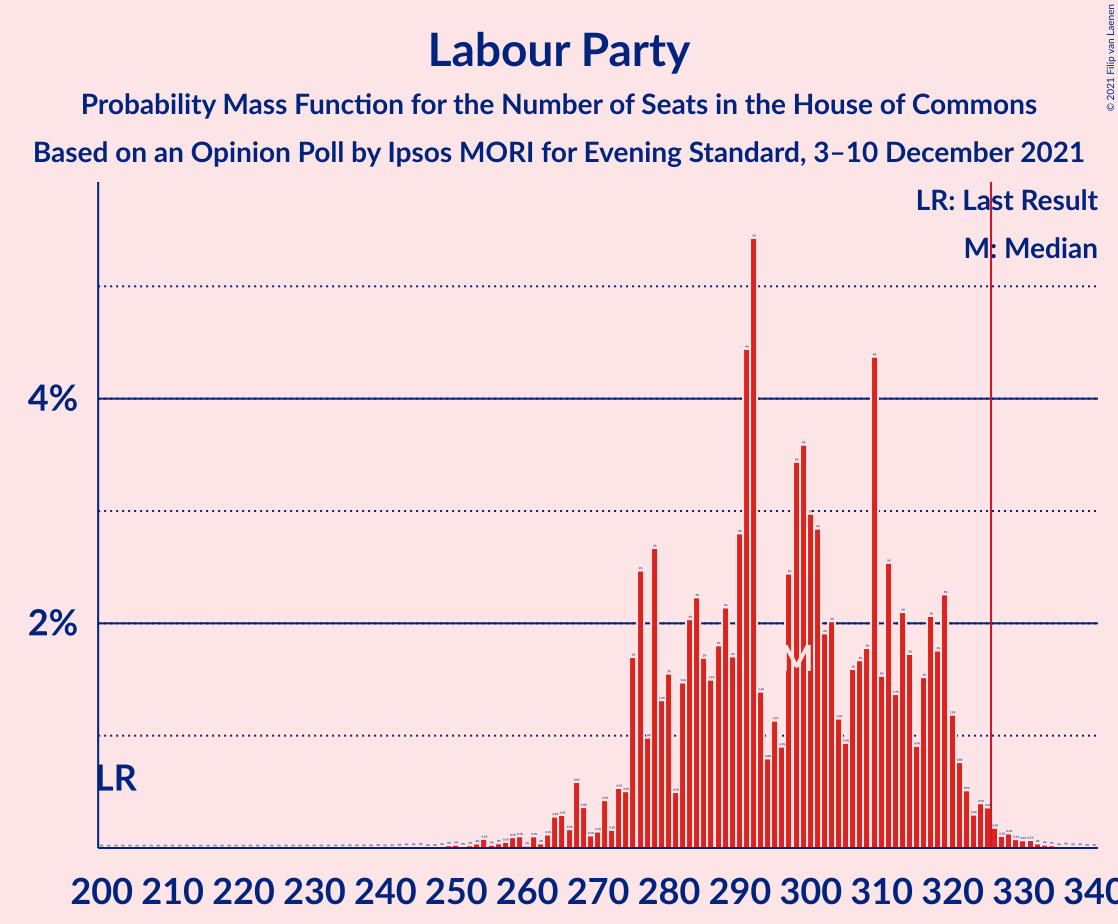 Labour Party
Probability Mass Function for the Number of Seats in the House of Commons
Based on an Opinion Poll by Ipsos MORI for Evening Standard, 3–10 December 2021
© 2021 Filip van Laenen
LR: Last Result
M: Median
4%
2%
M
LR
200 210 220 230 240 250 260 270 280 290 300 310 320 330 340